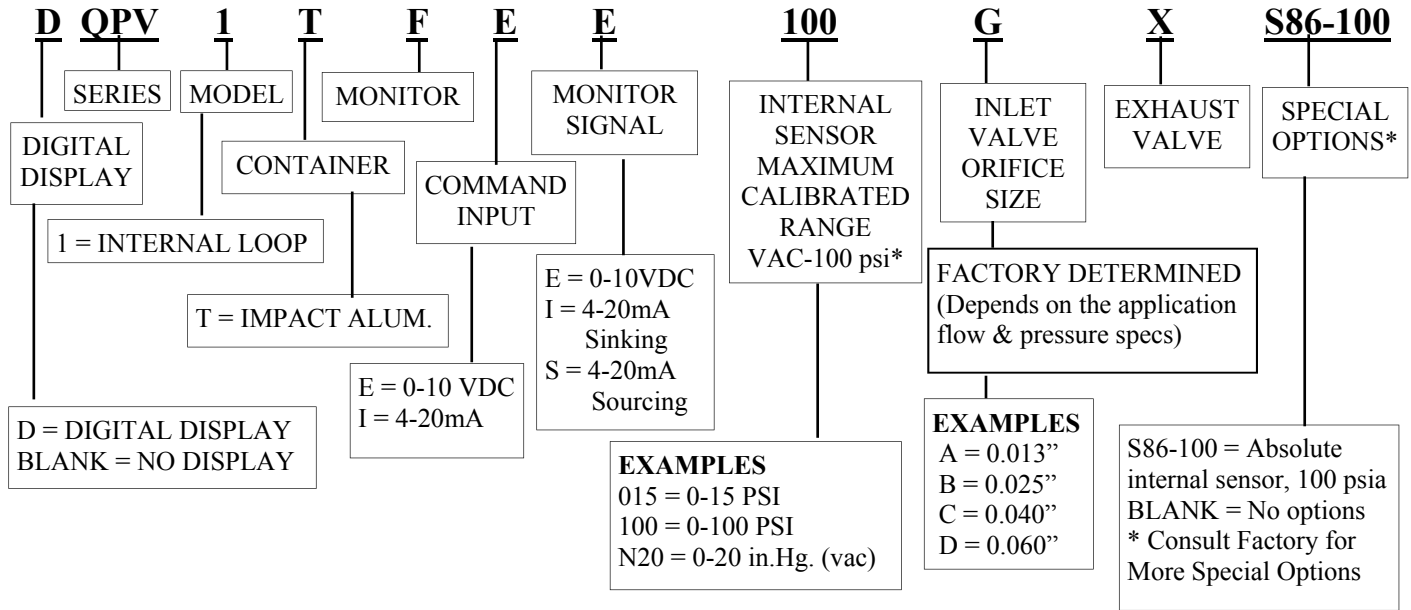 D QPV 1 T F E E 100 G X S86-100
SERIES
MODEL
MONITOR
MONITOR
SIGNAL
INTERNAL
SENSOR
MAXIMUM
CALIBRATED
RANGE
VAC-100 psi*
INLET
VALVE
ORIFICE
SIZE
EXHAUST
VALVE
SPECIAL
OPTIONS*
DIGITAL
DISPLAY
CONTAINER
COMMAND
INPUT
1 = INTERNAL LOOP
T = IMPACT ALUM.
E = 0-10VDC
I = 4-20mA
Sinking
S = 4-20mA
Sourcing
FACTORY DETERMINED
(Depends on the application
flow & pressure specs)
E = 0-10 VDC
I = 4-20mA
D = DIGITAL DISPLAY
BLANK = NO DISPLAY
EXAMPLES
015 = 0-15 PSI
100 = 0-100 PSI
N20 = 0-20 in.Hg. (vac)
EXAMPLES
A = 0.013”
B = 0.025”
C = 0.040”
D = 0.060”
S86-100 = Absolute
internal sensor, 100 psia
BLANK = No options
* Consult Factory for
More Special Options